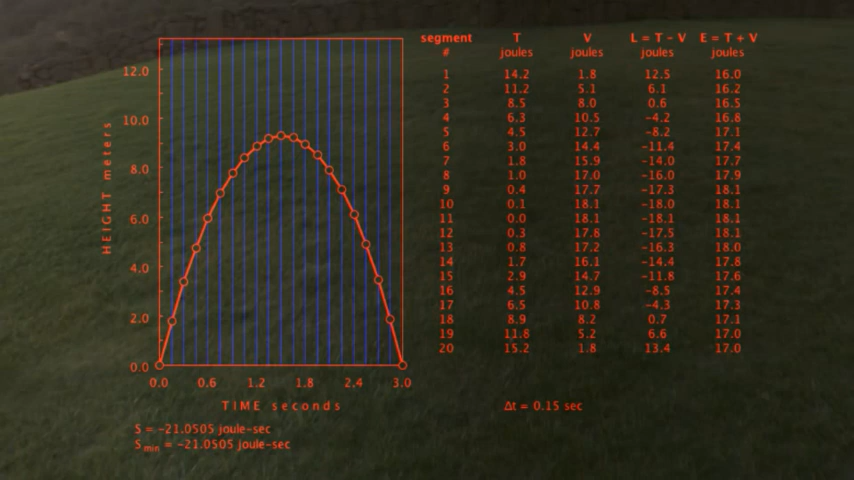 segment T V L = T - V E = T + V
# joules joules joules joules
1 14.2 1.8 12.5 16.0
2 11.2 5.1 6.1 16.2
3 8.5 8.0 0.6 16.5
4 6.3 10.5 -4.2 16.8
5 4.5 12.7 -8.2 17.1
6 3.0 14.4 -11.4 17.4
7 1.8 15.9 -14.0 17.7
8 1.0 17.0 -16.0 17.9
9 0.4 17.7 -17.3 18.1
10 0.1 18.1 -18.0 18.1
11 0.0 18.1 -18.1 18.1
12 0.3 17.8 -17.5 18.1
13 0.8 17.2 -16.3 18.0
14 1.7 16.1 -14.4 17.8
15 2.9 14.7 -11.8 17.6
16 4.5 12.9 -8.5 17.4
17 6.5 10.8 -4.3 17.3
18 8.9 8.2 0.7 17.1
19 11.8 5.2 6.6 17.0
20 15.2 1.8 13.4 17.0
12.0
10.0
8.0
6.0
4.0
2.0
0.0
HEIGHT meters
0.0 0.6 1.2 1.8 2.4 3.0
TIME seconds
Δt = 0.15 sec
S = -21.0505 joule-sec
S min = -21.0505 joule-sec